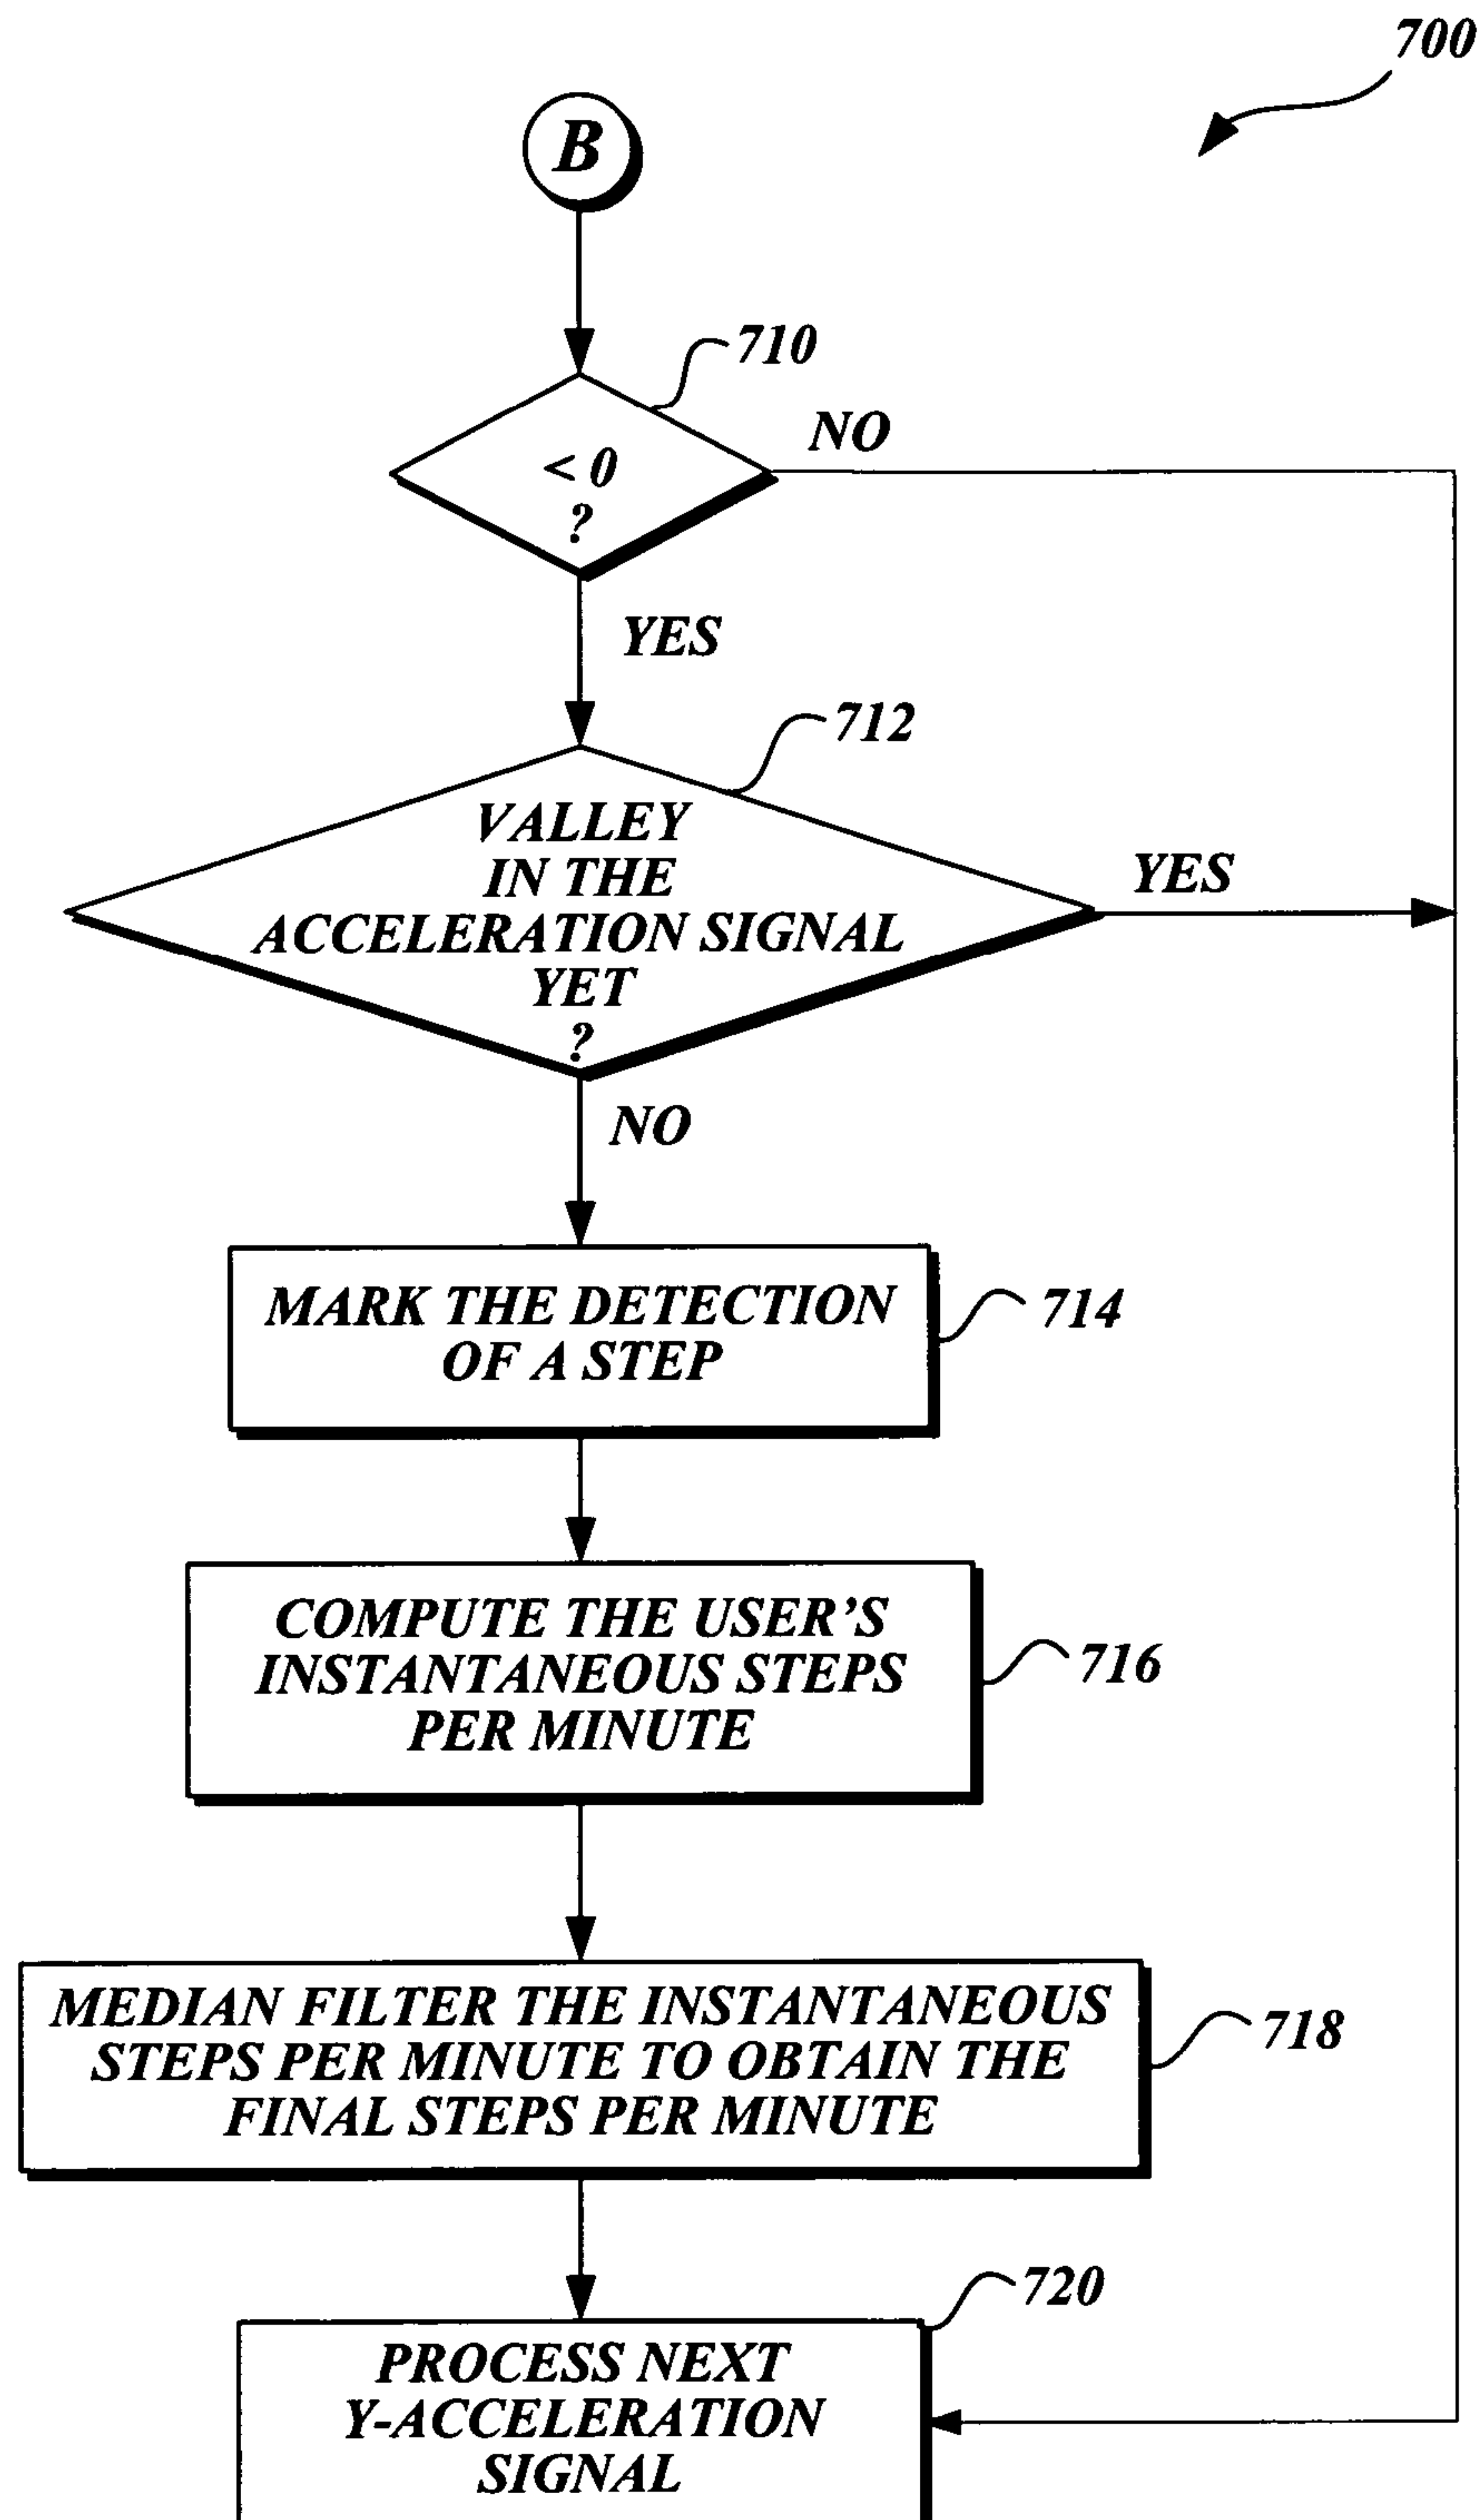 700
B
710
NO
< 0
?
YES
712
VALLEY
IN THE
ACCELERATION SIGNAL
YET
?
YES
NO
MARK THE DETECTION
OF A STEP
714
COMPUTE THE USER'S
INSTANTANEOUS STEPS
PER MINUTE
716
MEDIAN FILTER THE INSTANTANEOUS
STEPS PER MINUTE TO OBTAIN THE
FINAL STEPS PER MINUTE
718
720
PROCESS NEXT
Y-ACCELERATION
SIGNAL